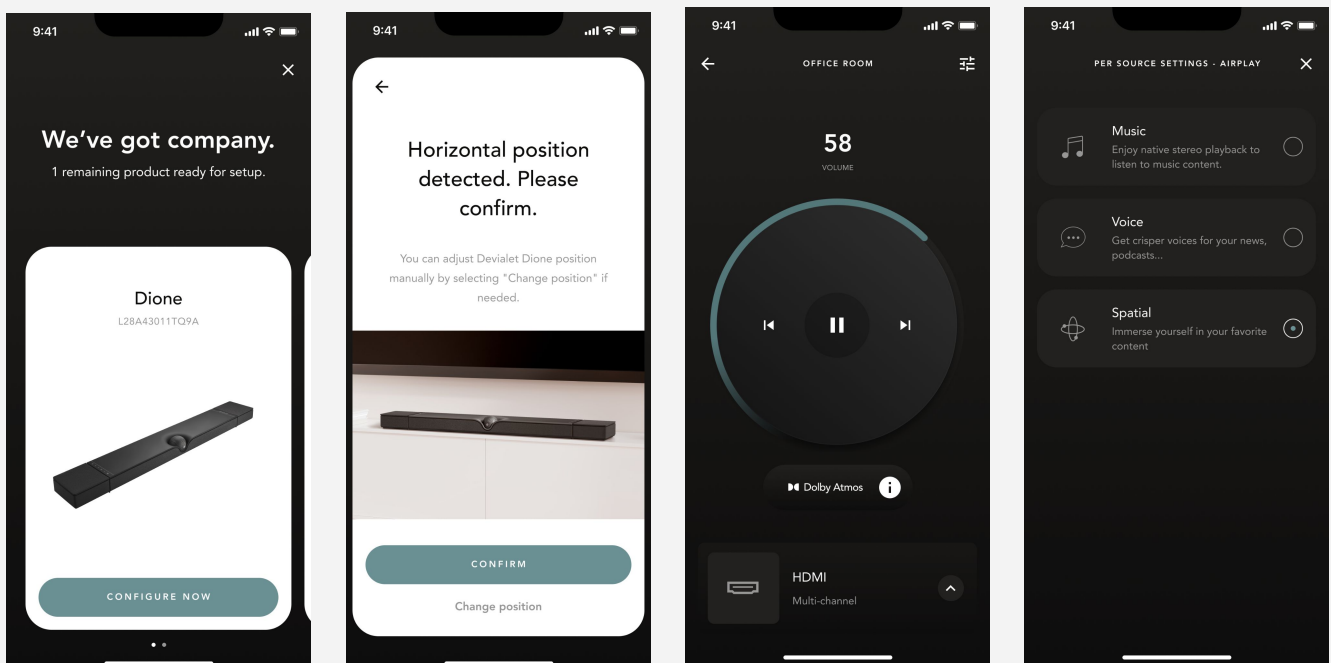 9:41
We've got company.
1 remaining product ready for setup.
Dione
L28A43011TQ9A
CONFIGURE NOW
9:41
Horizontal position
detected. Please
confirm.
You can adjust Devialet Dione position
manually by selecting "Change position" if
needed.
CONFIRM
Change position
9:41
OFFICE ROOM
58
VOLUME
Dolby Atmos
i
HDMI
Multi-channel
9:41
PER SOURCE SETTINGS - AIRPLAY
Music
Enjoy native stereo playback to
listen to music content.
Voice
Get crisper voices for your news,
podcasts...
Spatial
Immerse yourself in your favorite
content